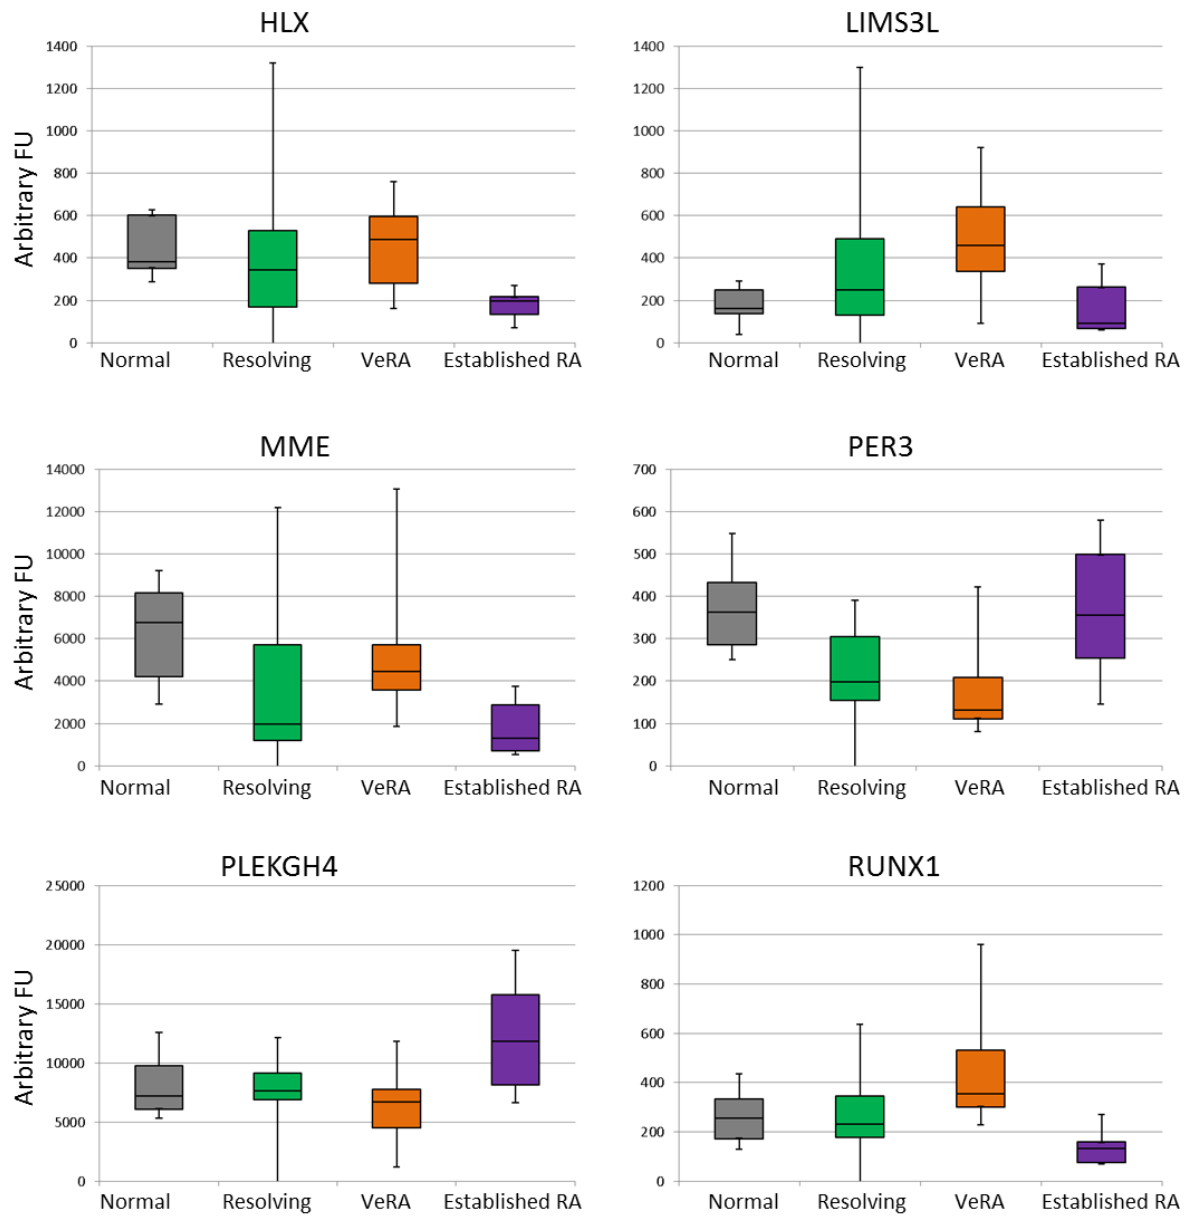 HLX
LIMS3L
Arbitrary FU
1400
1200
1000
800
600
400
200
0
Normal
Resolving
VeRA
Established RA
1400
1200
1000
800
600
400
200
0
Normal
Resolving
VeRA
Established RA
MME
PER3
Arbitrary FU
14000
12000
10000
8000
6000
4000
2000
0
Normal
Resolving
VeRA
Established RA
700
600
500
400
300
200
100
0
Normal
Resolving
VeRA
Established RA
PLEKGH4
RUNX1
Arbitrary FU
25000
20000
15000
10000
5000
0
Normal
Resolving
VeRA
Established RA
1200
1000
800
600
400
200
0
Normal
Resolving
VeRA
Established RA